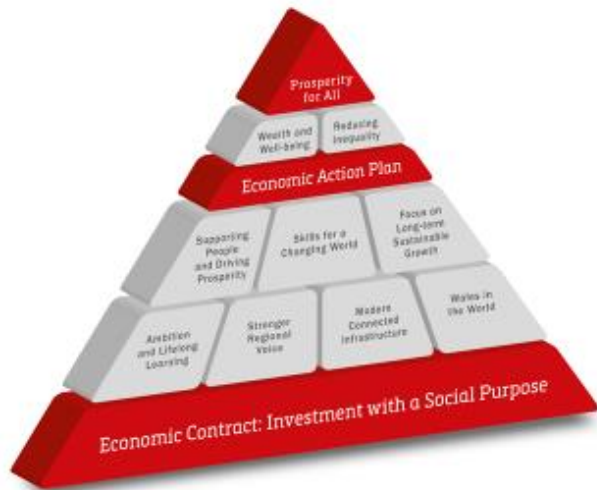 Prosperity
for All
Wealth and
Well-being
Reducing
Inequality
Economic Action Plan
Supporting
People
and Driving
Prosperity
Skills for a
Changing World
Focus on
Long-term
Sustainable
Growth
Ambition
and Lifelong
Learning
Stronger
Regional
Voice
Modern
Connected
Infrastructure
Wales in
the World
Economic Contract: Investment with a Social Purpose